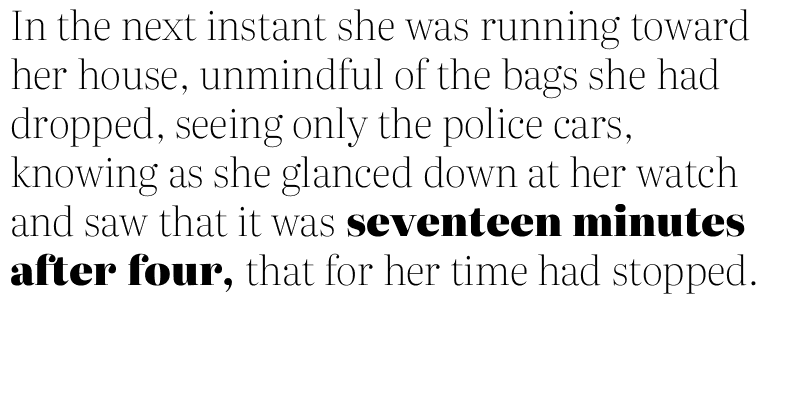 In the next instant she was running toward
her house, unmindful of the bags she had
dropped, seeing only the police cars,
knowing as she glanced down at her watch
and saw that it was seventeen minutes
after four, that for her time had stopped.